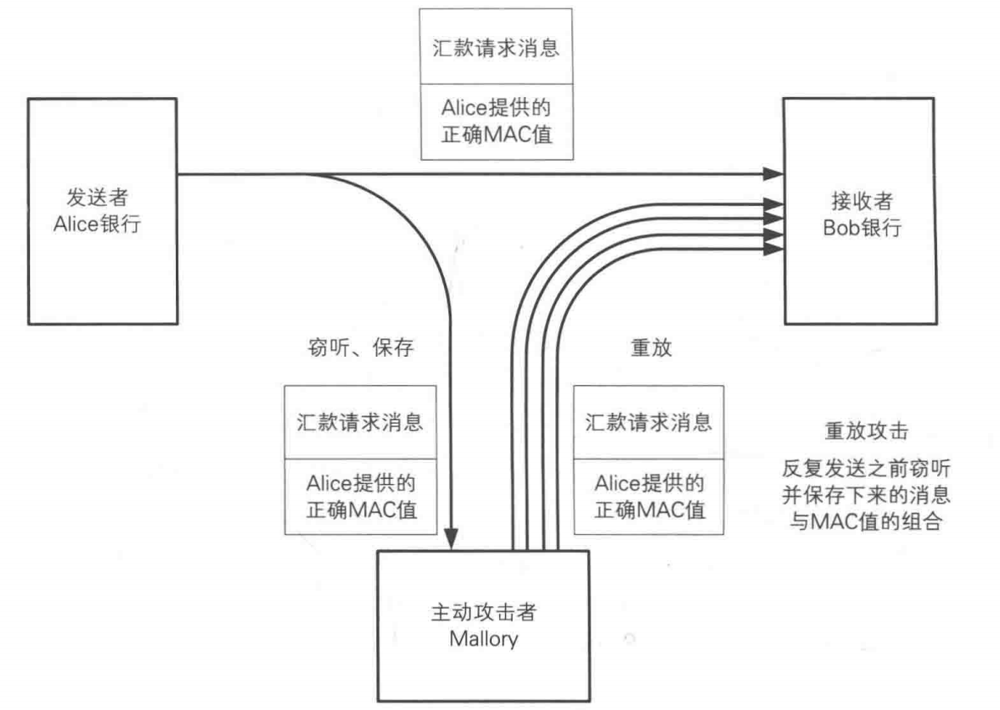 汇款请求消息
Alice提供的
正确MAC值
发送者
Alice银行
接收者
Bob银行
窃听、保存
重放
汇款请求消息
Alice提供的
正确MAC值
汇款请求消息
Alice提供的
正确MAC值
重放攻击
反复发送之前窃听
并保存下来的消息
与MAC值的组合
主动攻击者
Mallory